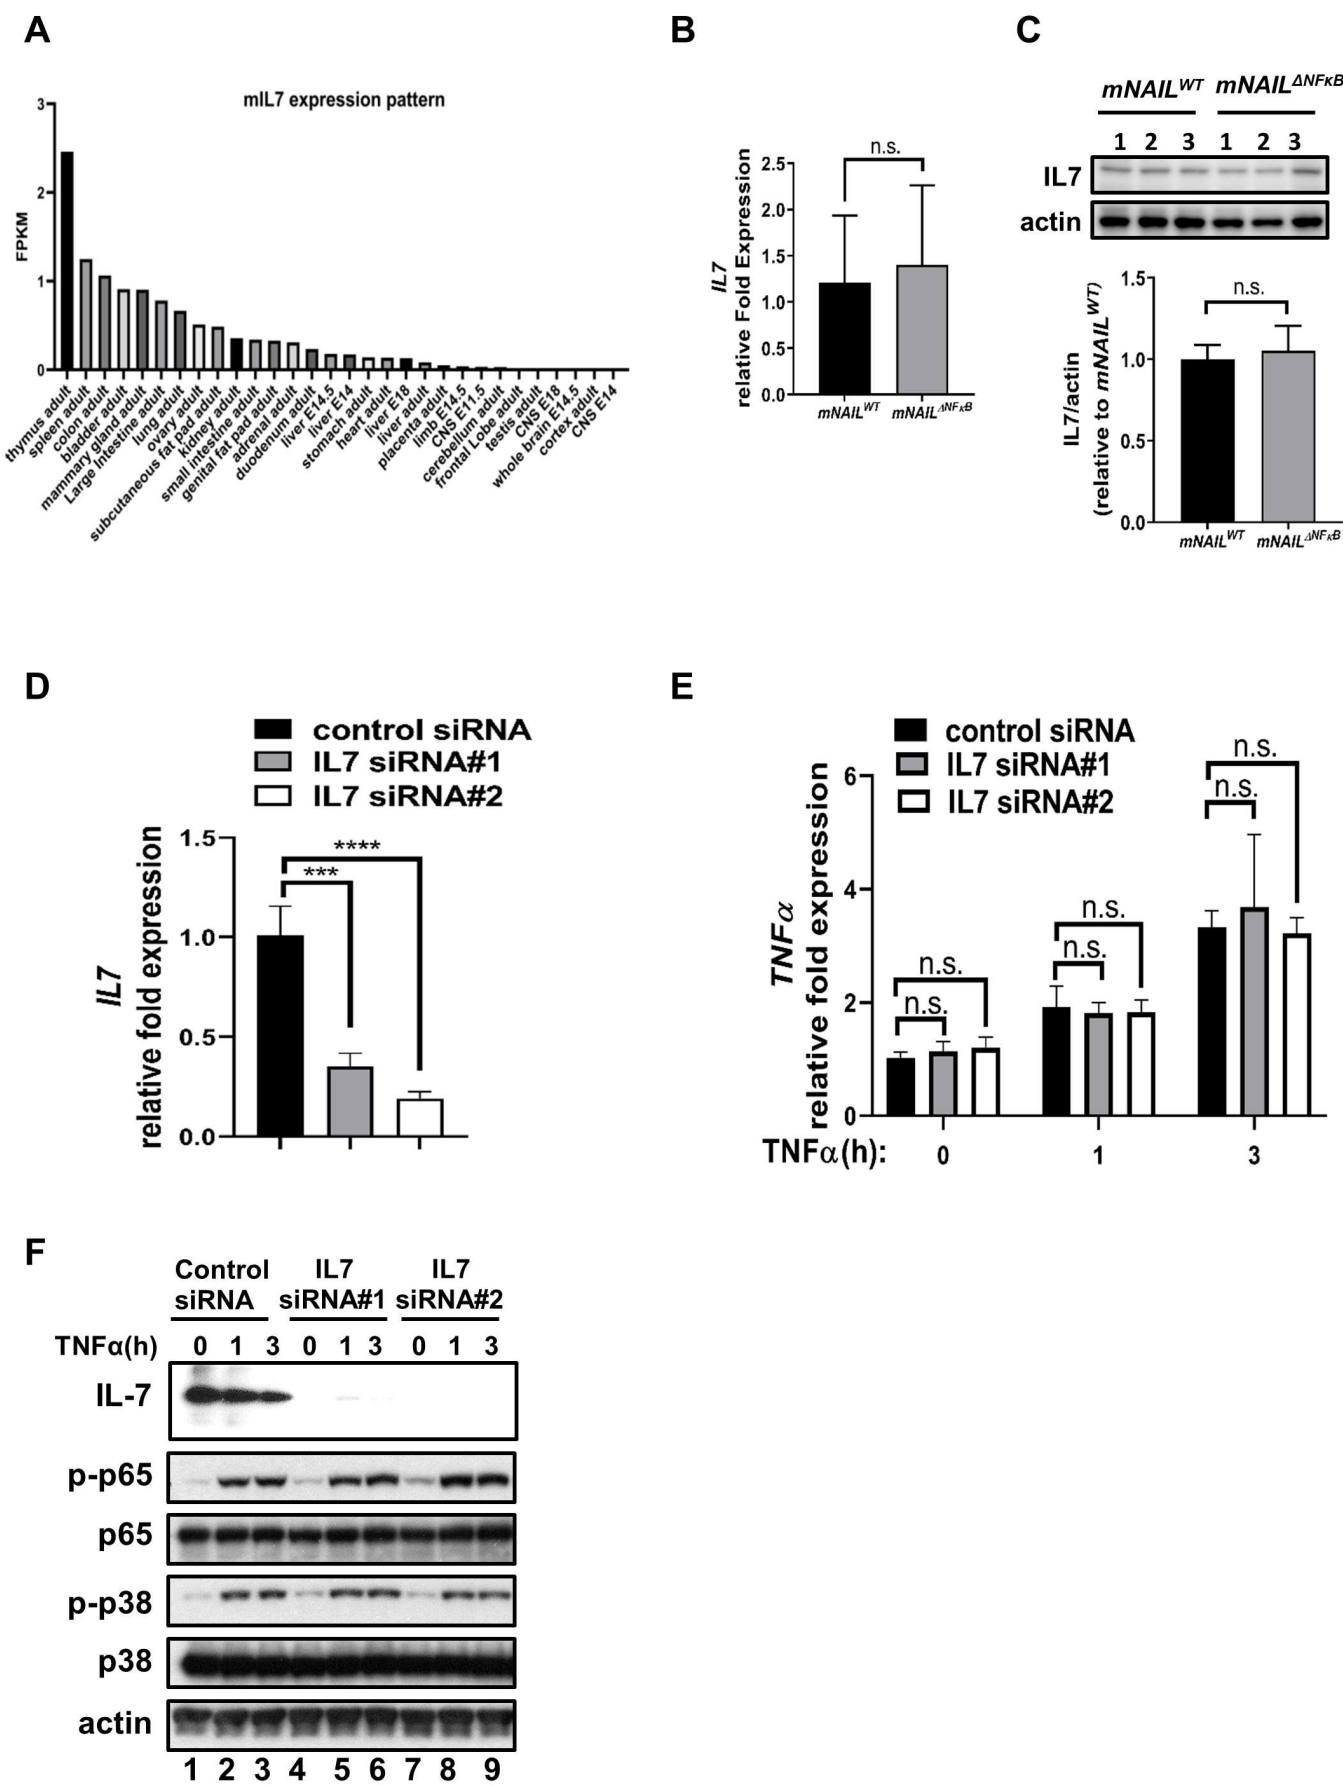 A
mIL7 expression pattern
FPKM
3
2
1
0
thymus adult
spleen adult
colon adult
bladder adult
mammary gland adult
Large Intestine adult
lung adult
ovary adult
subcutaneous fat pad adult
kidney adult
small intestine adult
genital fat pad adult
adrenal adult
duodenum adult
liver E14.5
liver E14
stomach adult
heart adult
liver E18
liver adult
placenta adult
limb E14.5
CNS E11.5
cerebellum adult
frontal Lobe adult
testis adult
CNS E18
whole brain E14.5
cortex adult
CNS E14
B
IL7
relative Fold Expression
2.5
2.0
1.5
1.0
0.5
0.0
n.s.
mNAIL^WT mNAIL^ΔNFκB
C
mNAIL^WT mNAIL^ΔNFκB
1 2 3 1 2 3
IL7
actin
IL7/actin
(relative to mNAIL^WT)
1.5
1.0
0.5
0.0
n.s.
mNAIL^WT mNAIL^ΔNFκB
D
control siRNA
IL7 siRNA#1
IL7 siRNA#2
IL7
relative fold expression
1.5
1.0
0.5
0.0
****
***
E
control siRNA
IL7 siRNA#1
IL7 siRNA#2
TNFα
relative fold expression
6
4
2
0
n.s.
n.s.
n.s.
n.s.
n.s.
n.s.
TNFα(h): 0 1 3
F
Control siRNA
IL7 siRNA#1
IL7 siRNA#2
TNFα(h) 0 1 3 0 1 3 0 1 3
IL-7
p-p65
p65
p-p38
p38
actin
1 2 3 4 5 6 7 8 9